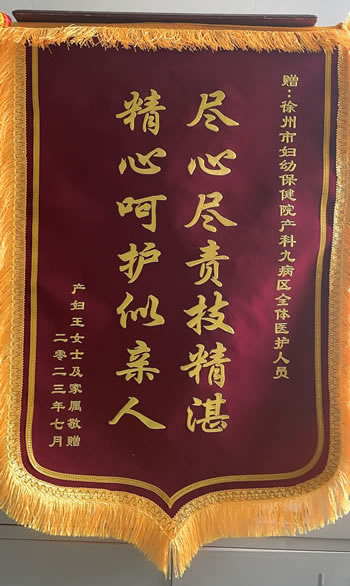 赠：徐州市妇幼保健院产科九病区全体医护人员
尽心尽责技精湛
精心呵护似亲人
产妇王女士及家属敬赠
二零二三年七月